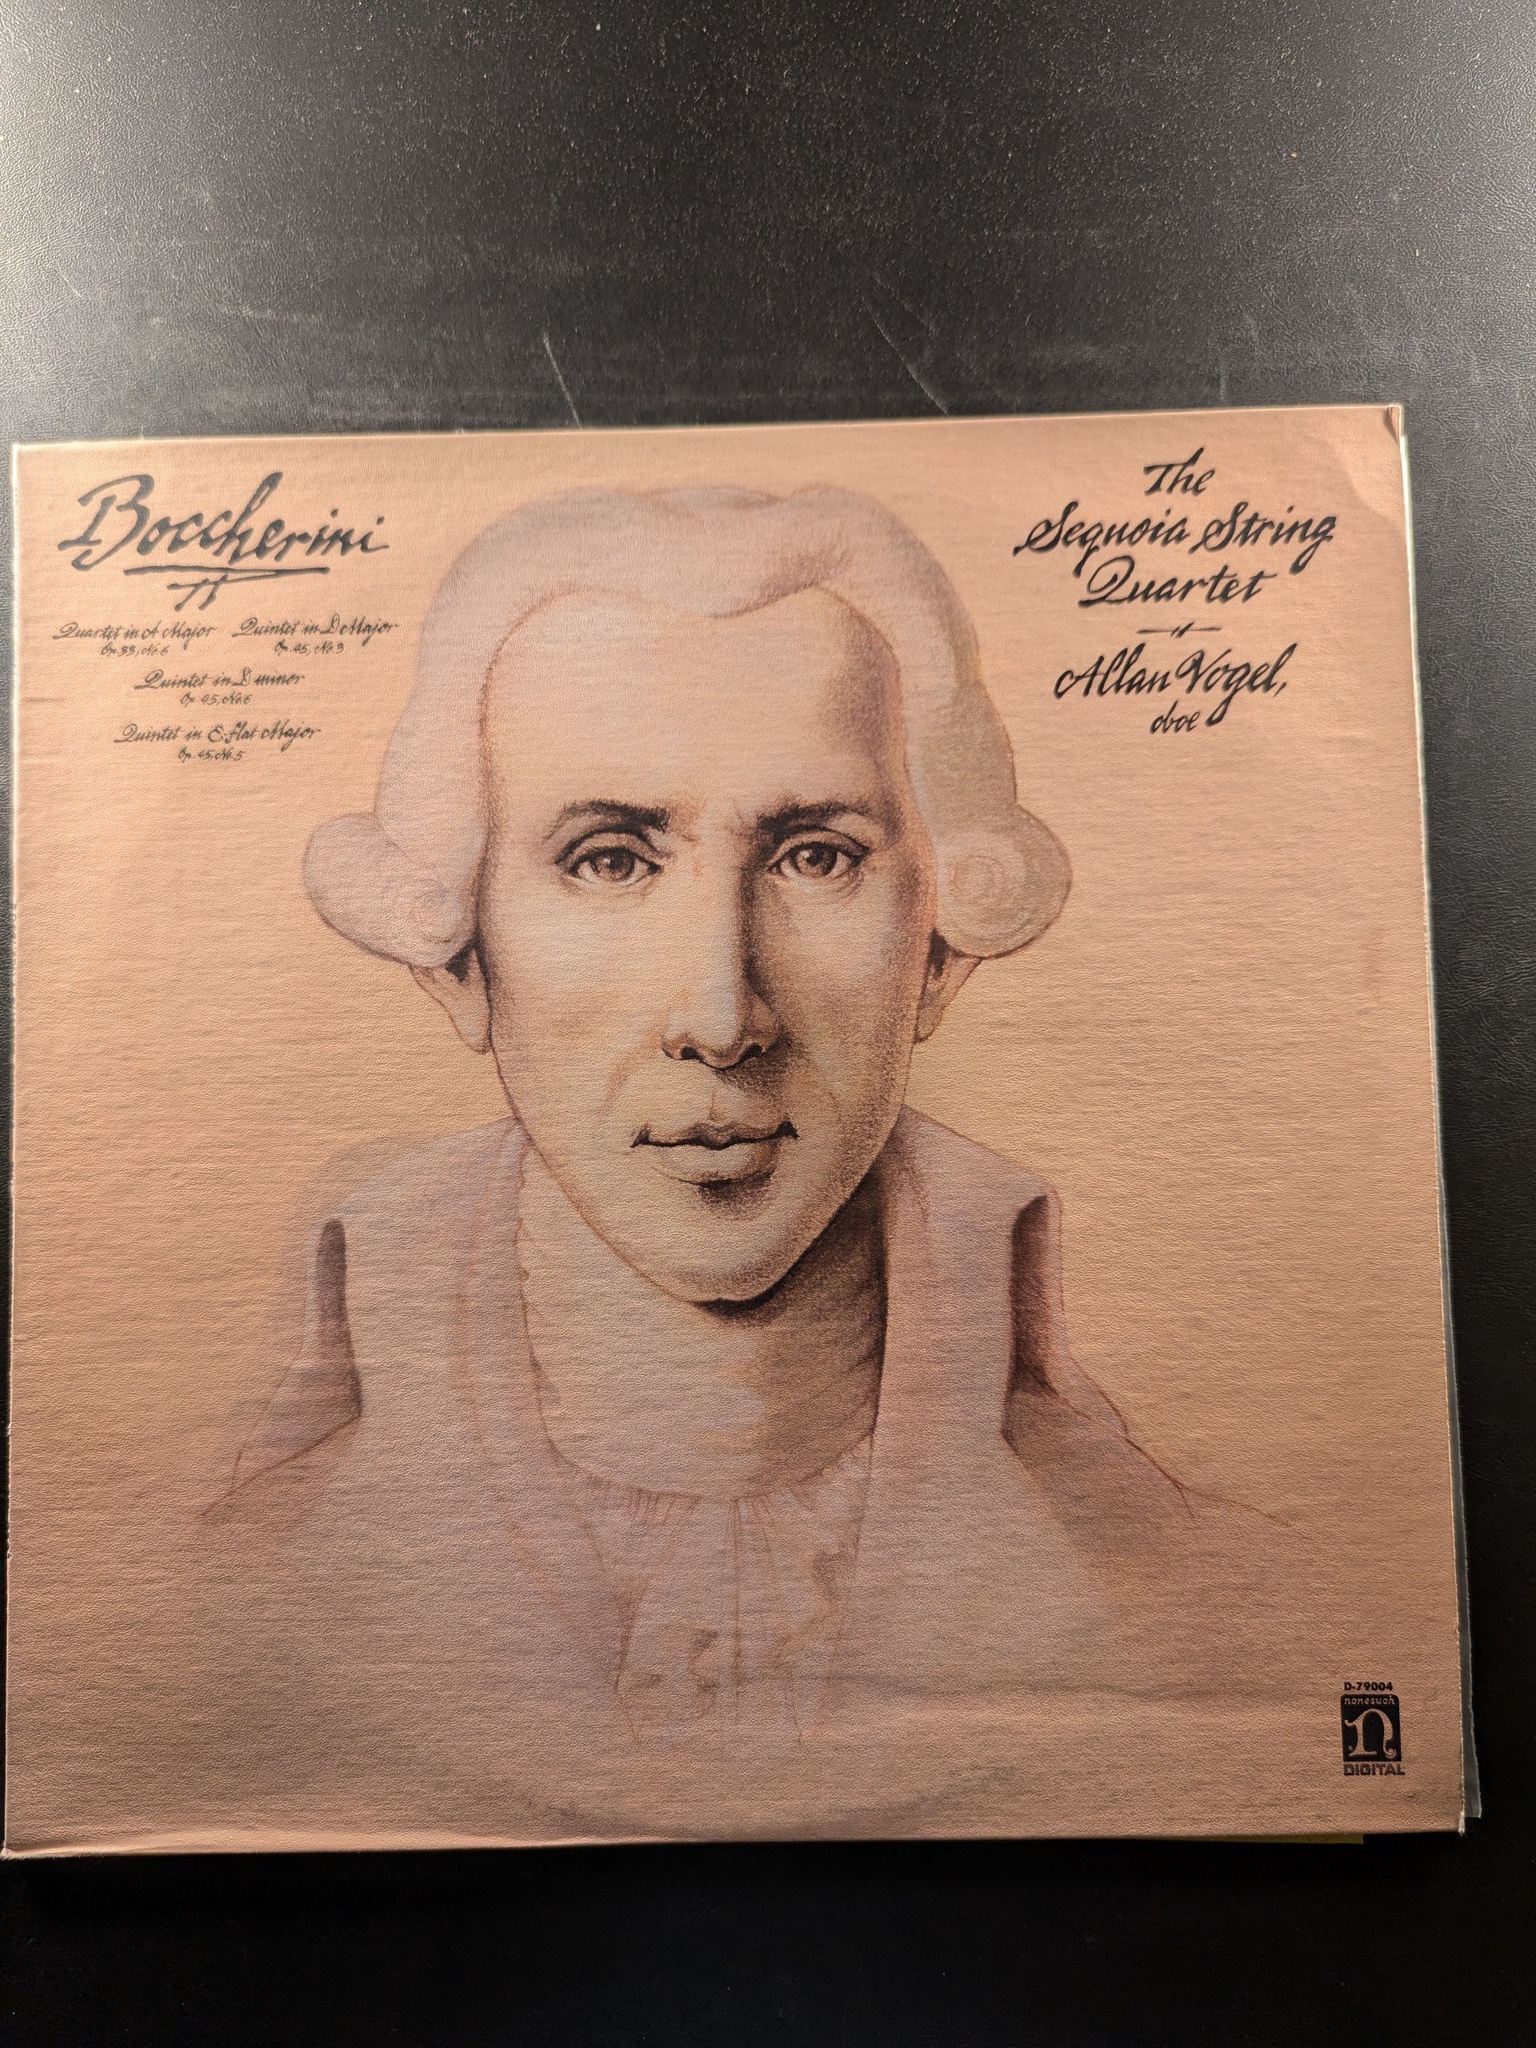 Boccherini
Quartet in A Major
Op. 33, No. 6
Quintet in D Major
Op. 45, No. 3
Quintet in D minor
Op. 45, No. 6
Quintet in E-flat Major
Op. 45, No. 5
The
Sequoia String
Quartet
Allan Vogel,
oboe
D-79004
nonesuch
n
DIGITAL